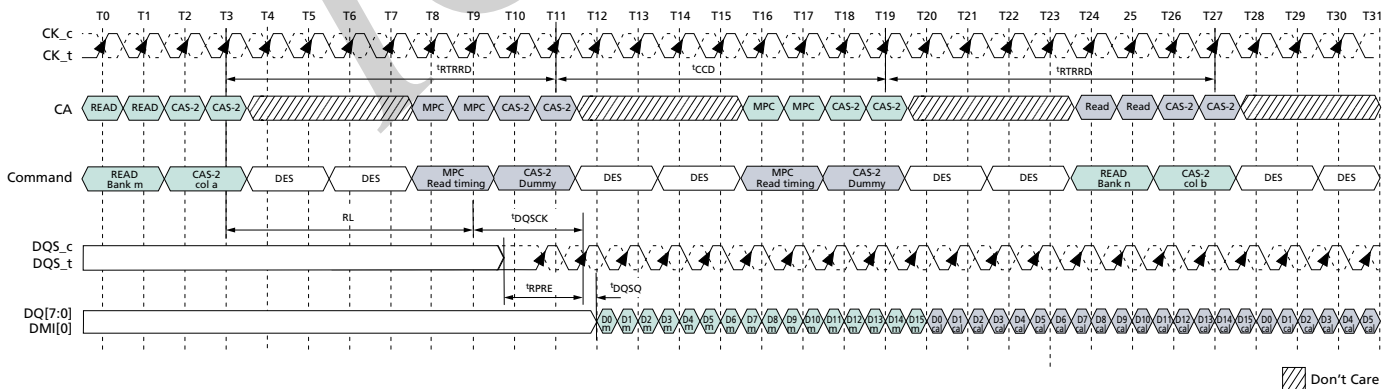 T0 T1 T2 T3 T4 T5 T6 T7 T8 T9 T10 T11 T12 T13 T14 T15 T16 T17 T18 T19 T20 T21 T22 T23 T24 25 T26 T27 T28 T29 T30 T31
CK_c
CK_t
tRTRRD tCCD tRTRRD
CA READ READ CAS-2 CAS-2 MPC MPC CAS-2 CAS-2 MPC MPC CAS-2 CAS-2 Read Read CAS-2 CAS-2
Command READ Bank m CAS-2 col a DES DES MPC Read timing CAS-2 Dummy DES DES MPC Read timing CAS-2 Dummy DES DES READ Bank n CAS-2 col b DES DES
RL tDQSCK
DQS_c
DQS_t
tRPRE tDQSQ
DQ[7:0]
DMI[0]
D0 D1 D2 D3 D4 D5 D6 D7 D8 D9 D10 D11 D12 D13 D14 D15 D0 D1 D2 D3 D4 D5 D6 D7 D8 D9 D10 D11 D12 D13 D14 D15 D0 D1 D2 D3 D4 D5
m m m m m m m m m m m m m m m m cal cal cal cal cal cal cal cal cal cal cal cal cal cal cal cal cal cal cal cal cal cal
Don't Care